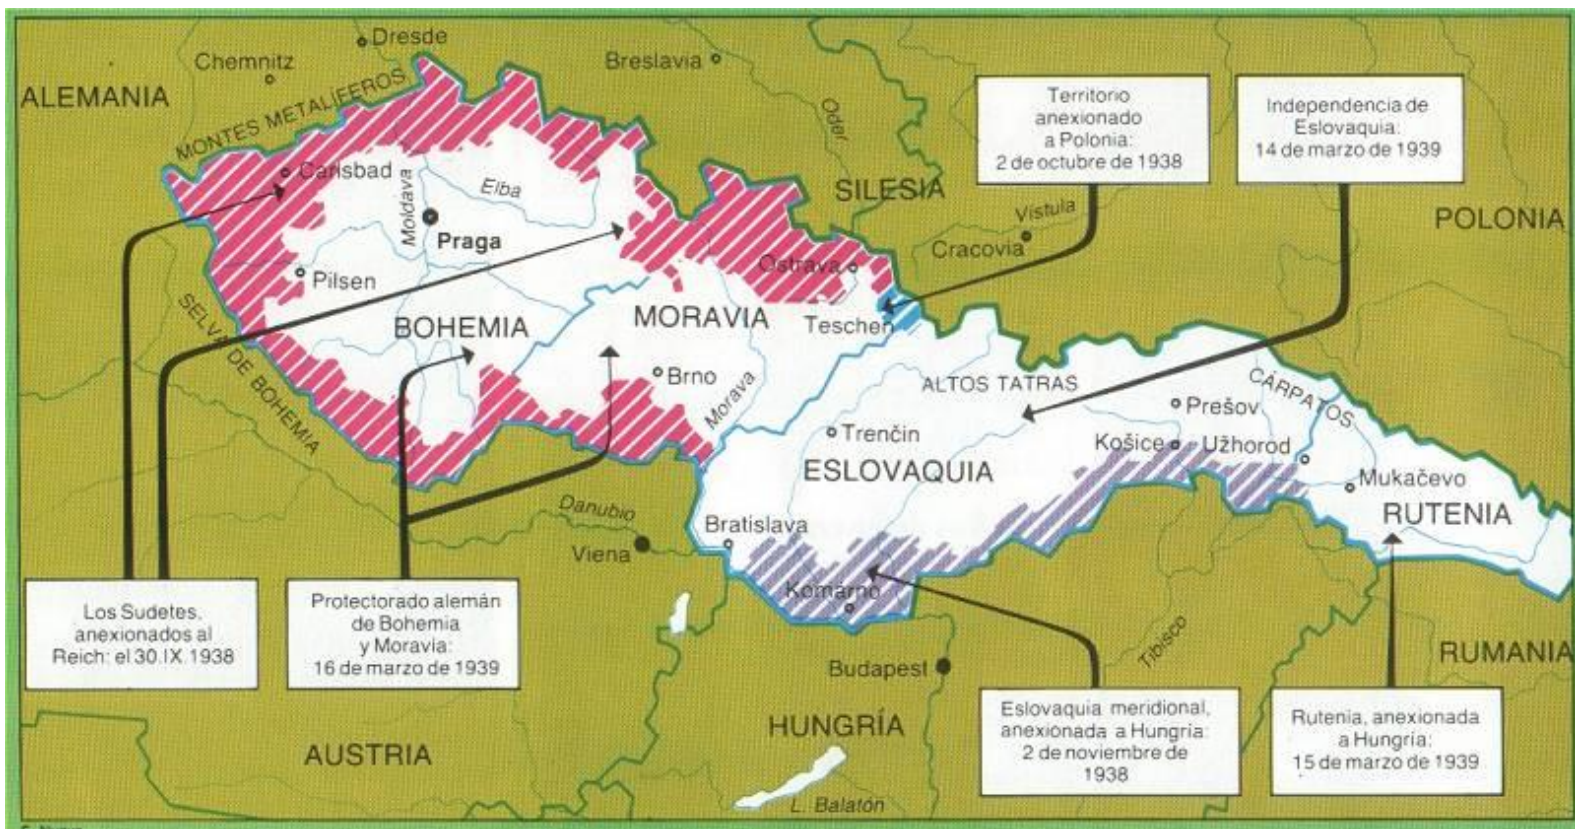 Dresde
Chemnitz
Breslavia
ALEMANIA
MONTES METALÍFEROS
Oder
Territorio
anexionado
a Polonia:
2 de octubre de 1938
Independencia de
Eslovaquia:
14 de marzo de 1939
Carlsbad
Elba
Moldava
SILESIA
Vistula
POLONIA
Praga
Cracovia
Pilsen
Ostrava
SELVA DE BOHEMIA
BOHEMIA
MORAVIA
Teschen
Brno
Morava
ALTOS TATRAS
CÁRPATOS
Prešov
Trenčin
Košice
Užhorod
ESLOVAQUIA
Mukačevo
RUTENIA
Danubio
Bratislava
Viena
Komárno
Los Sudetes,
anexionados al
Reich: el 30.IX.1938
Protectorado alemán
de Bohemia
y Moravia:
16 de marzo de 1939
Tibisco
RUMANIA
Budapest
Eslovaquia meridional,
anexionada a Hungría:
2 de noviembre de
1938
Rutenia, anexionada
a Hungría:
15 de marzo de 1939
HUNGRÍA
AUSTRIA
L. Balatón